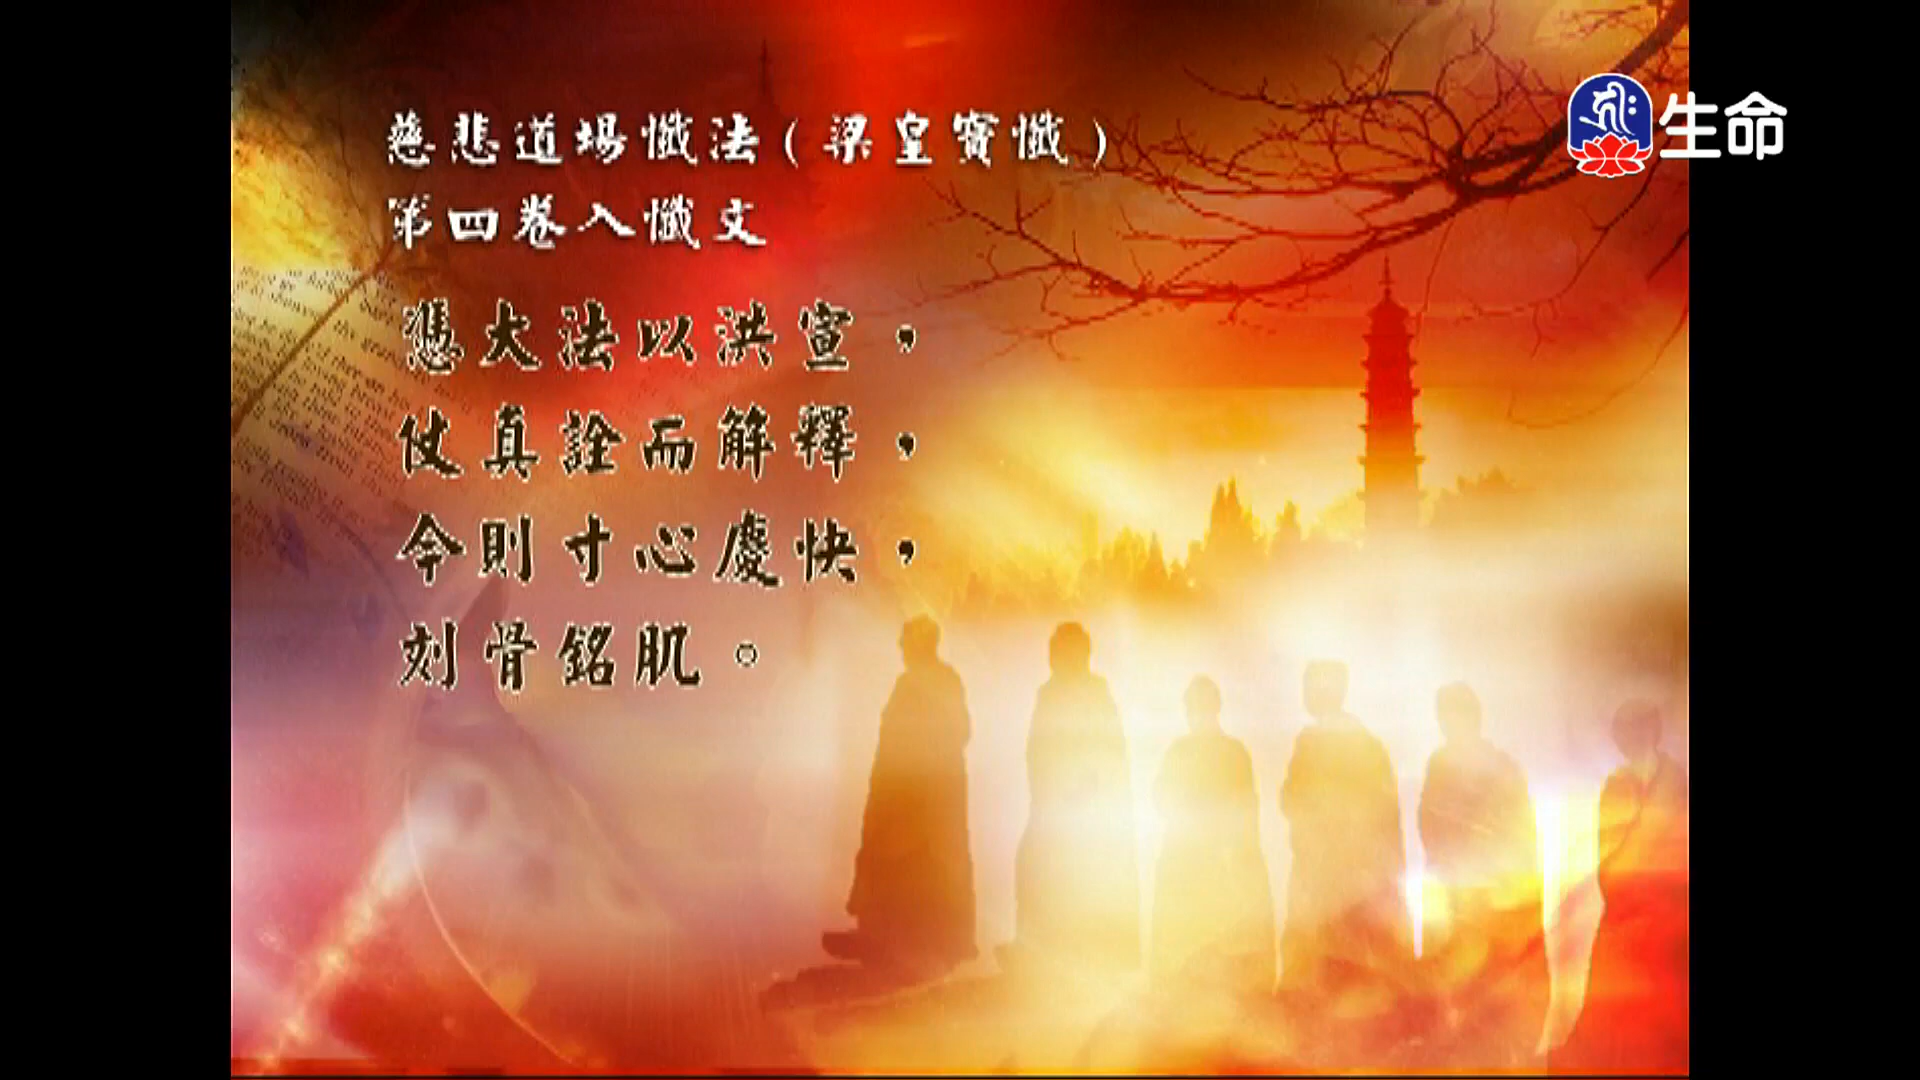 慈悲道場懺法(梁皇寶懺)
第四卷入懺文
憑大法以洪宣，
仗真詮而解釋，
今則寸心慶快，
刻骨銘肌。
生命